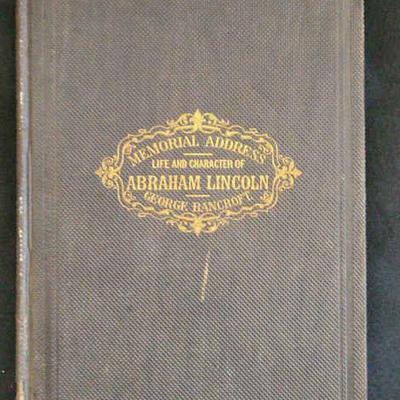 MEMORIAL ADDRESS
LIFE AND CHARACTER OF
ABRAHAM LINCOLN
GEORGE BANCROFT.